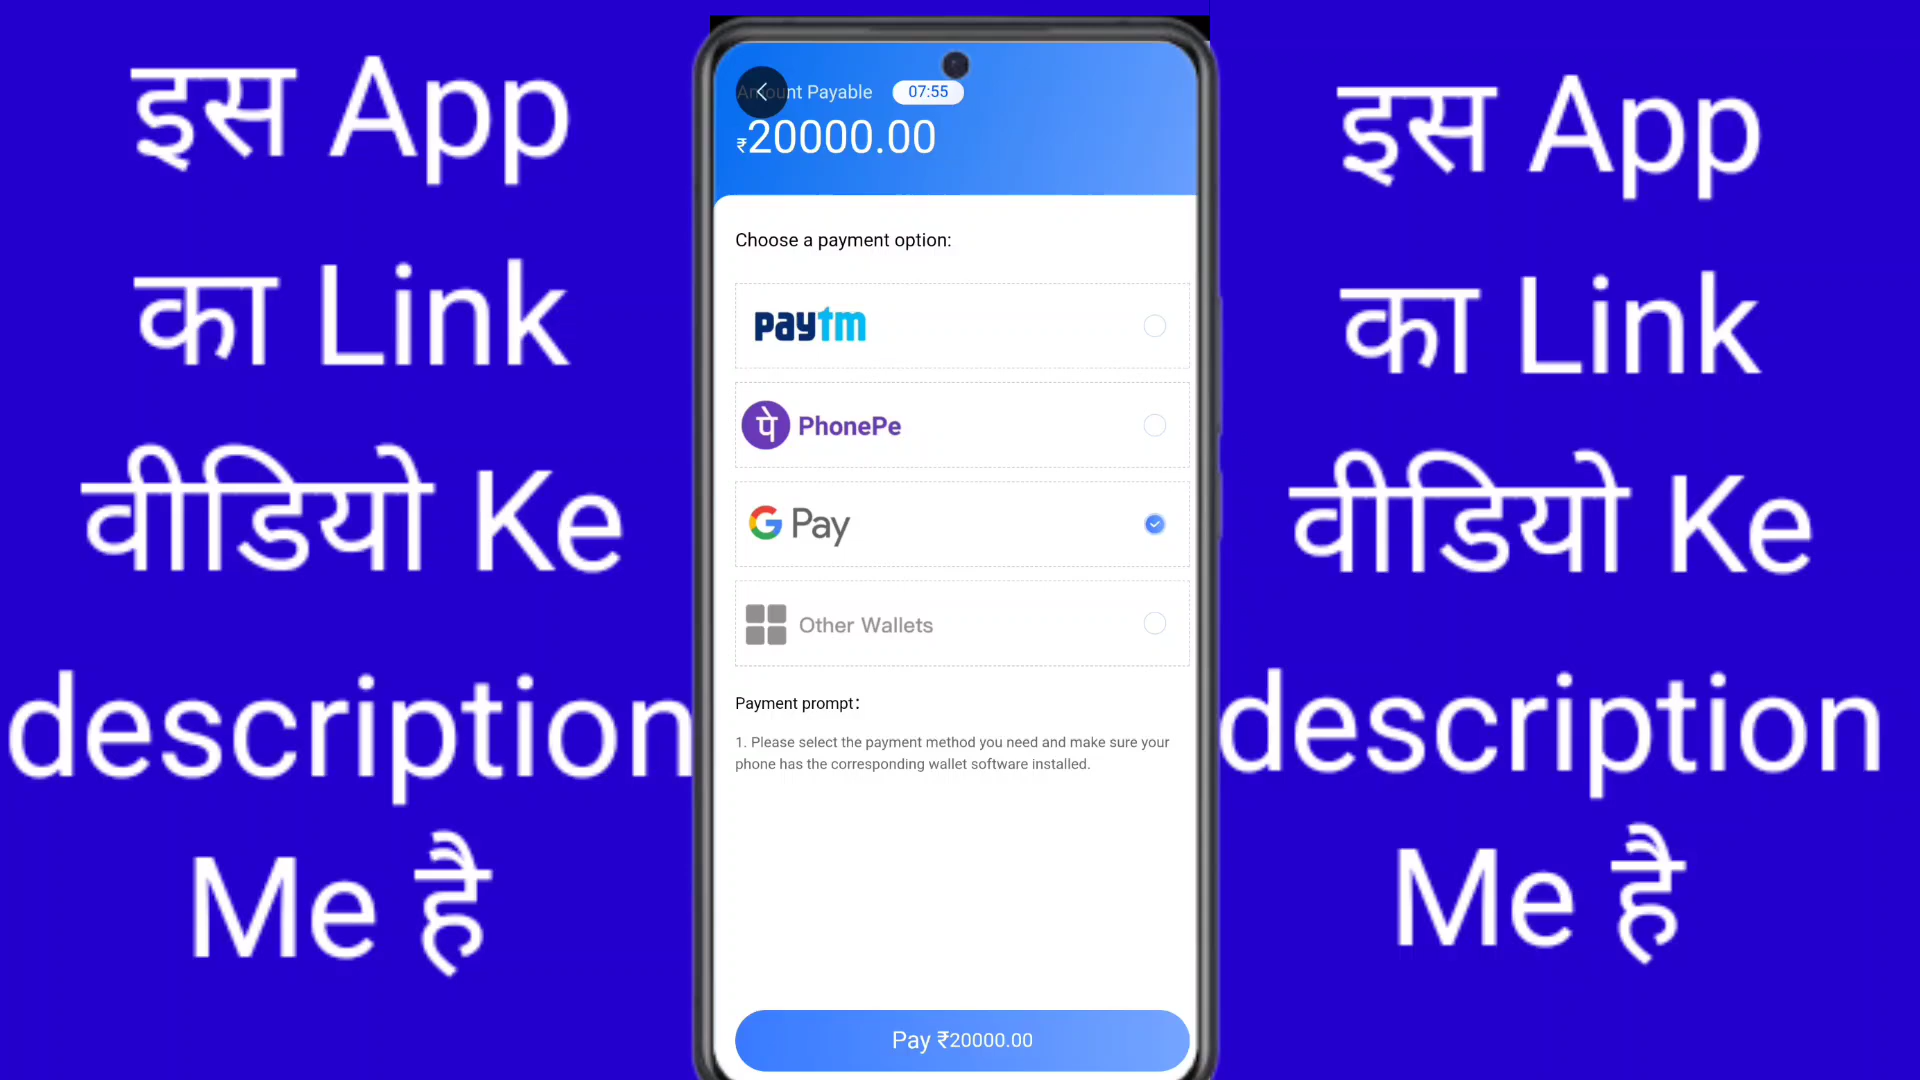 इस App
का Link
वीडियो Ke
description
Me है
Amount Payable 07:55
₹20000.00
Choose a payment option:
paytm
पे PhonePe
G Pay
Other Wallets
Payment prompt：
1. Please select the payment method you need and make sure your
phone has the corresponding wallet software installed.
Pay ₹20000.00
इस App
का Link
वीडियो Ke
description
Me है